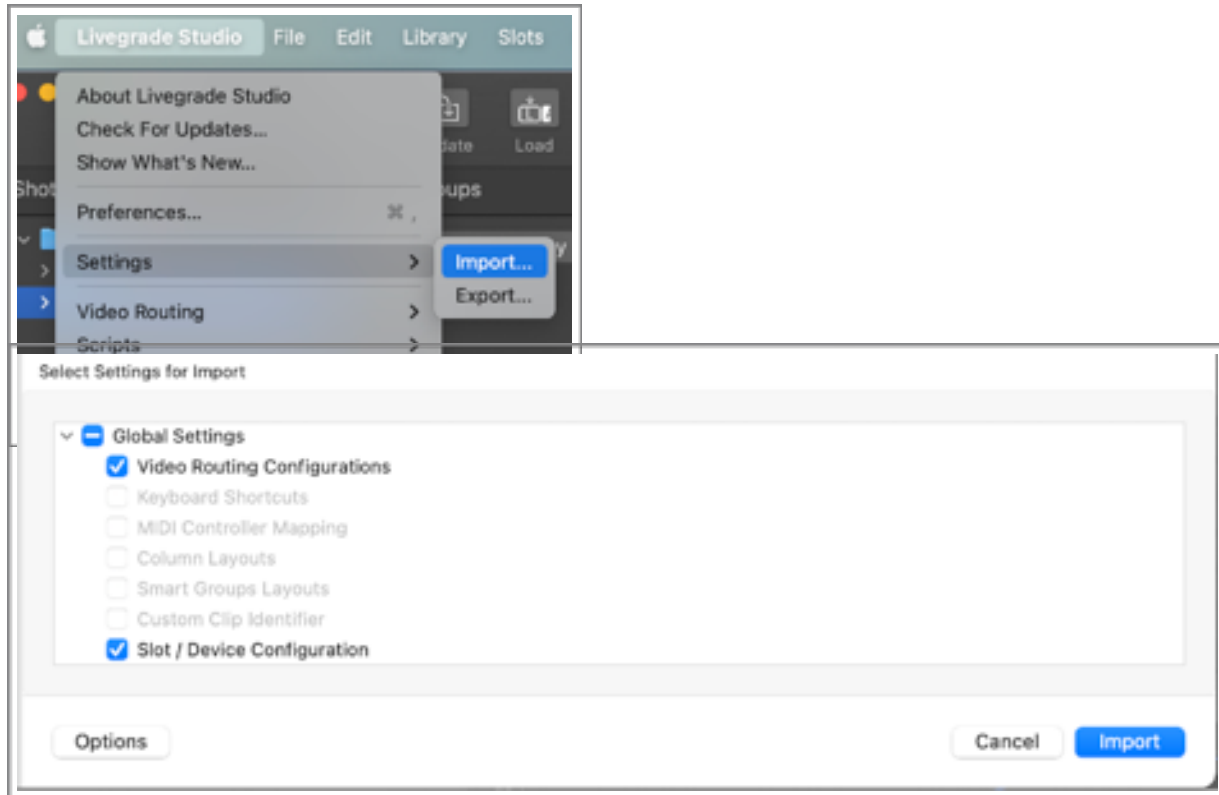 Livegrade Studio File Edit Library Slots
About Livegrade Studio
Check For Updates...
Load
Show What's New...
Shot
Preferences... ⌘ ,
Settings
Import...
Export...
Video Routing
Scripts
Select Settings for Import
Global Settings
Video Routing Configurations
Keyboard Shortcuts
MIDI Controller Mapping
Column Layouts
Smart Groups Layouts
Custom Clip Identifier
Slot / Device Configuration
Options Cancel Import